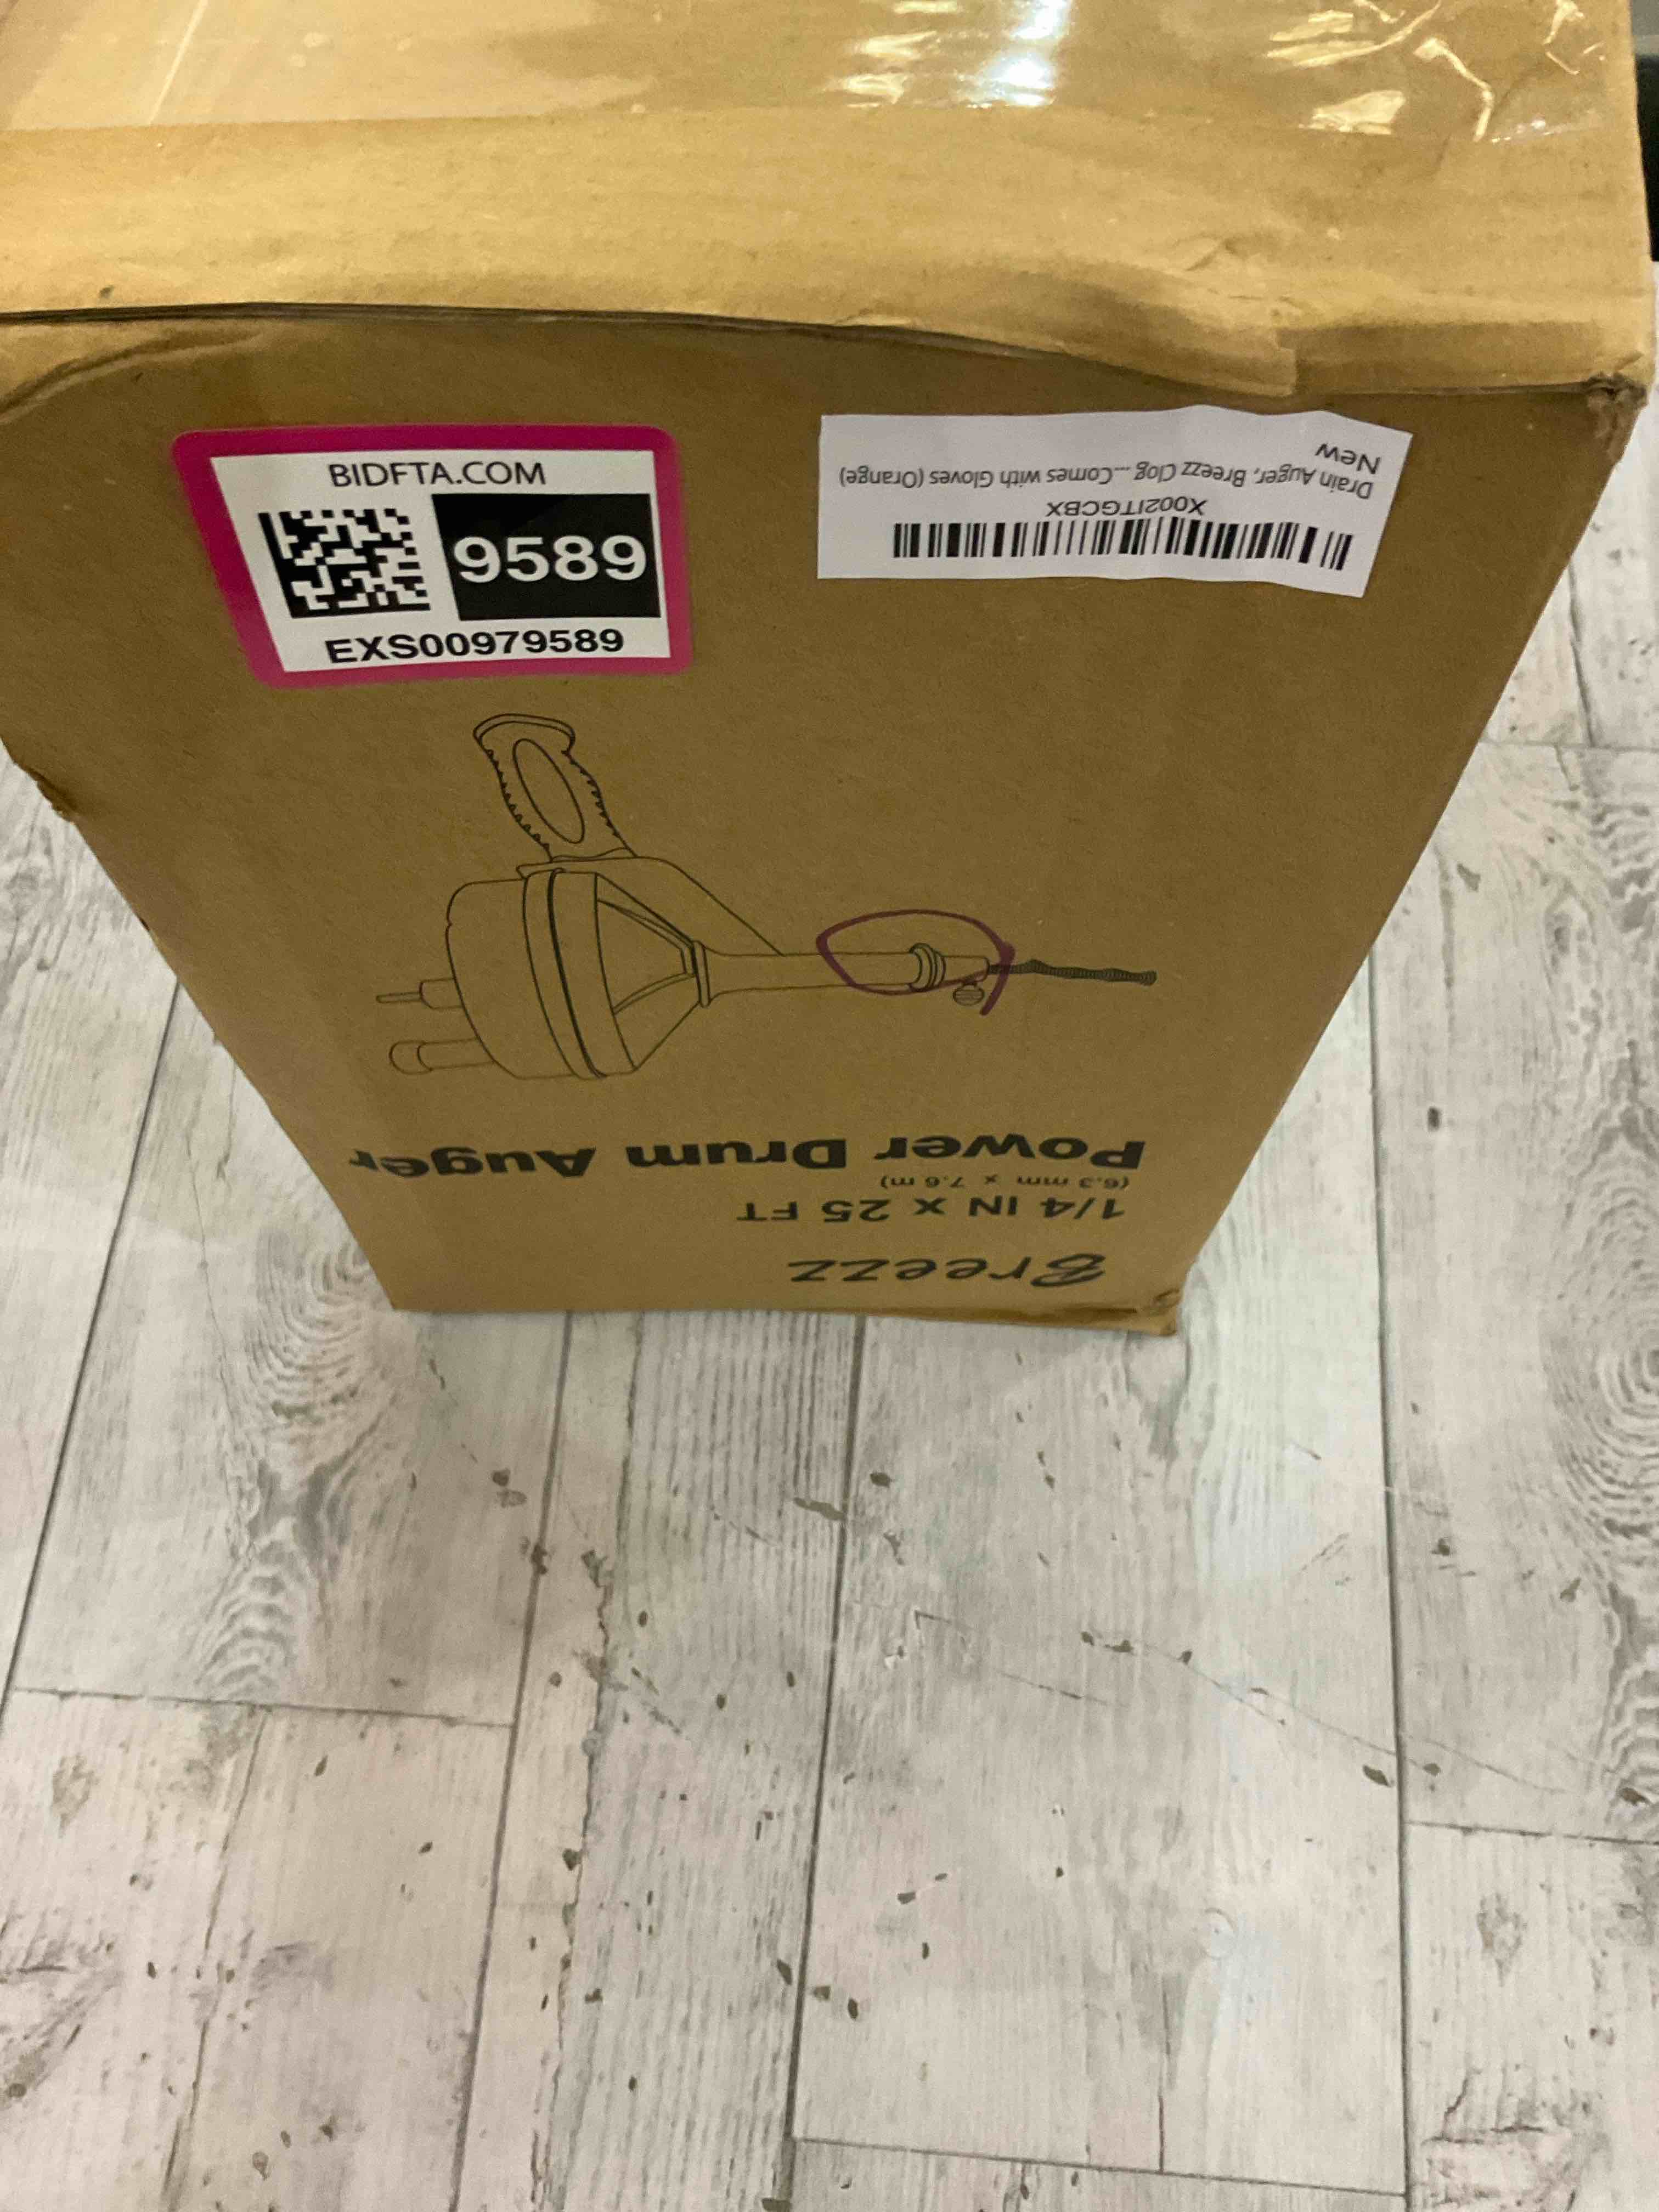 BIDFTA.COM
9589
EXS00979589
X002ITGCBX
Drain Auger, Breezz Clog ...Comes with Gloves (Orange)
New
Breezz
1/4 IN X 25 FT
(6.3 mm x 7.6 m)
Power Drum Auger